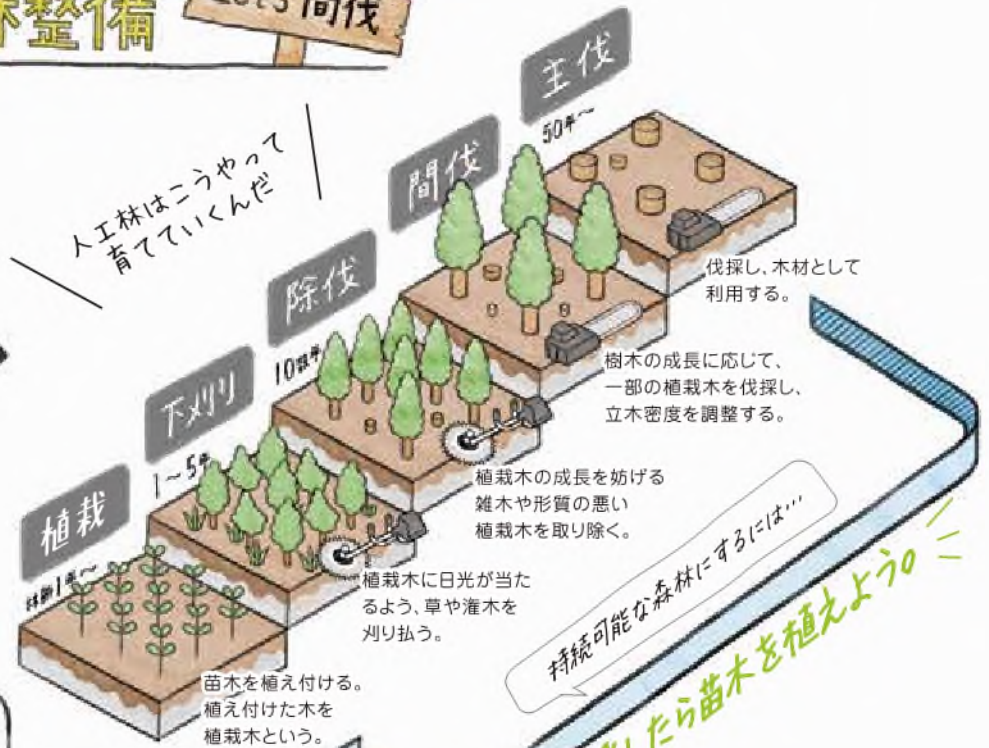 整備
間伐
人工林はこうやって
育てていくんだ
主伐
50年〜
伐採し、木材として
利用する。
間伐
樹木の成長に応じて、
一部の植栽木を伐採し、
立木密度を調整する。
除伐
10数年
植栽木の成長を妨げる
雑木や形質の悪い
植栽木を取り除く。
下刈り
1〜5年
植栽木に日光が当た
るよう、草や潅木を
刈り払う。
植栽
林齢1年〜
苗木を植え付ける。
植え付けた木を
植栽木という。
持続可能な森林にするには…
したら苗木を植えよう。